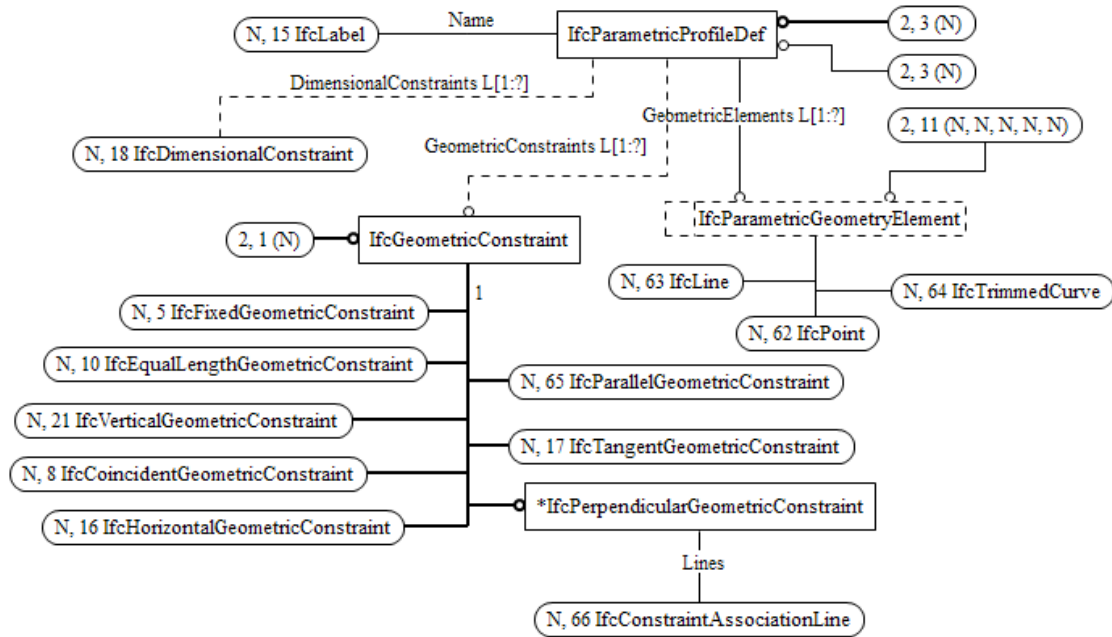 Name
N, 15 IfcLabel
IfcParametricProfileDef
2, 3 (N)
2, 3 (N)
DimensionalConstraints L[1:?]
GeometricElements L[1:?]
2, 11 (N, N, N, N, N)
N, 18 IfcDimensionalConstraint
GeometricConstraints L[1:?]
IfcParametricGeometryElement
2, 1 (N)
IfcGeometricConstraint
N, 63 IfcLine
1
N, 64 IfcTrimmedCurve
N, 5 IfcFixedGeometricConstraint
N, 62 IfcPoint
N, 10 IfcEqualLengthGeometricConstraint
N, 65 IfcParallelGeometricConstraint
N, 21 IfcVerticalGeometricConstraint
N, 17 IfcTangentGeometricConstraint
N, 8 IfcCoincidentGeometricConstraint
*IfcPerpendicularGeometricConstraint
N, 16 IfcHorizontalGeometricConstraint
Lines
N, 66 IfcConstraintAssociationLine